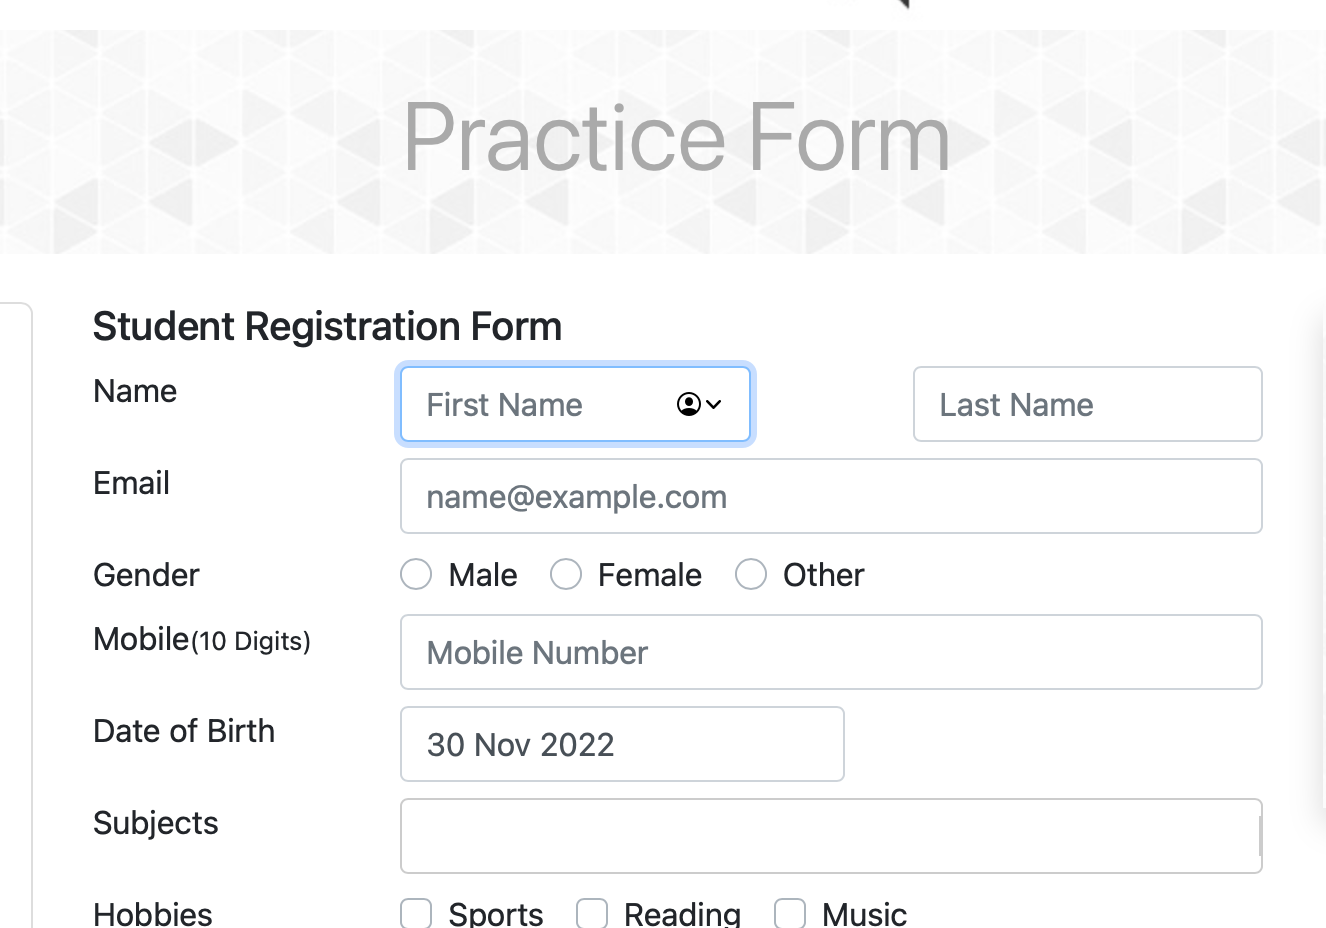 Practice Form
Student Registration Form
Name First Name Last Name
Email name@example.com
Gender Male Female Other
Mobile(10 Digits) Mobile Number
Date of Birth 30 Nov 2022
Subjects
Hobbies Sports Reading Music